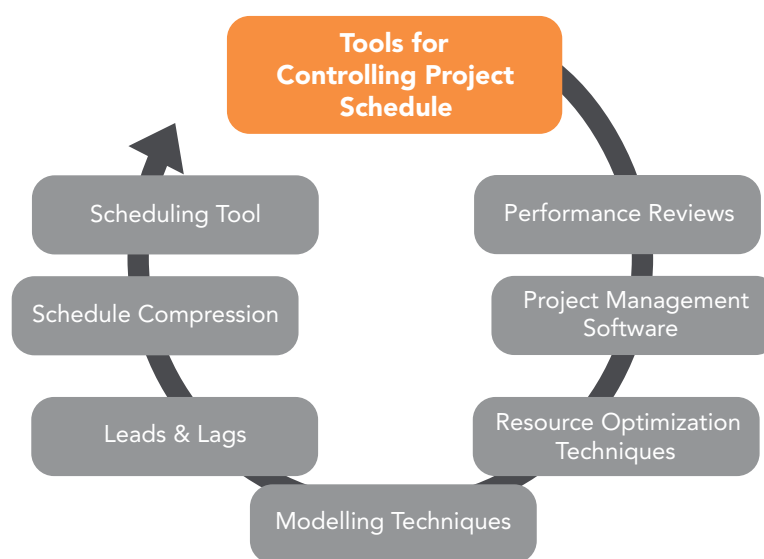 Tools for
Controlling Project
Schedule
Performance Reviews
Project Management
Software
Resource Optimization
Techniques
Modelling Techniques
Leads & Lags
Schedule Compression
Scheduling Tool